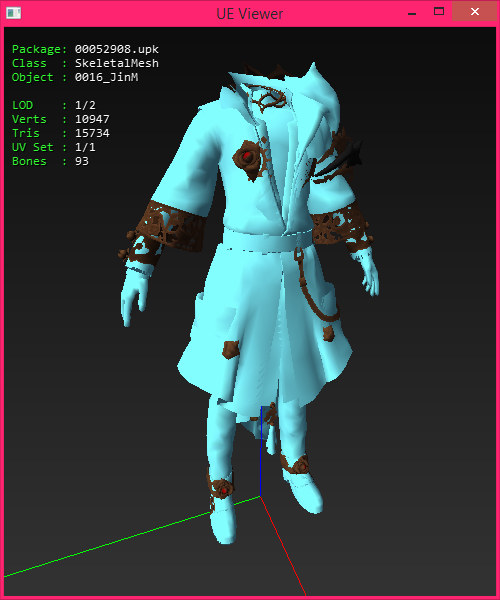 UE Viewer
Package: 00052908.upk
Class  : SkeletalMesh
Object : 0016_JinM
LOD    : 1/2
Verts  : 10947
Tris   : 15734
UV Set : 1/1
Bones  : 93